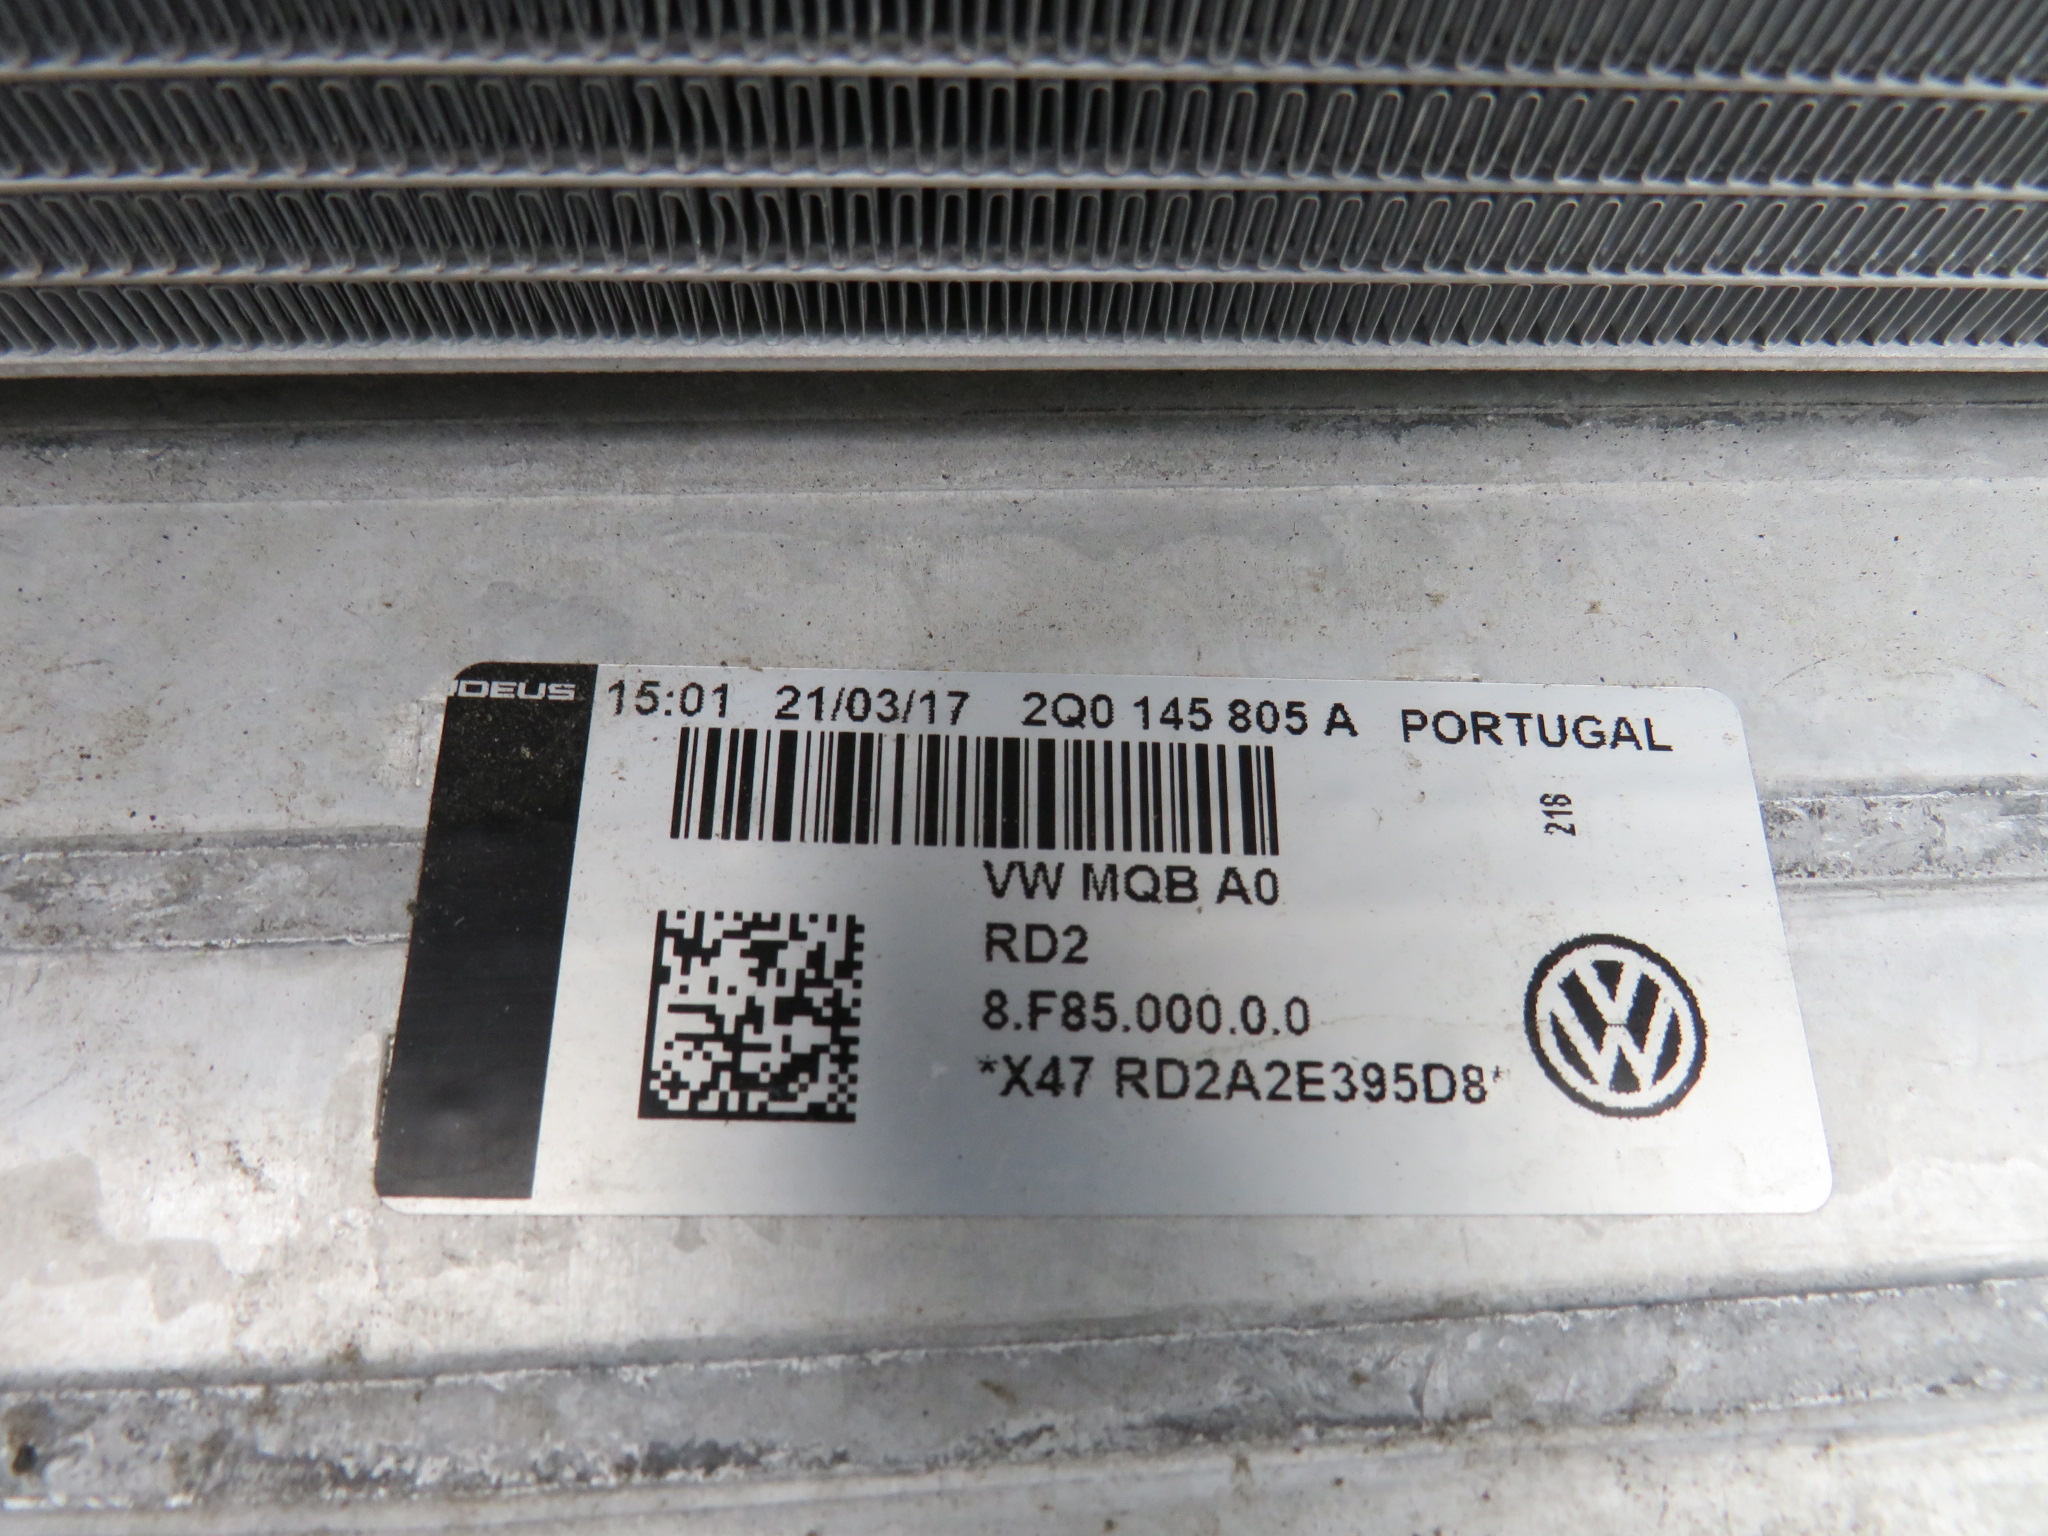 15:01 21/03/17 2Q0 145 805 A PORTUGAL
216
VW MQB A0
RD2
8.F85.000.0.0
*X47 RD2A2E395D8*